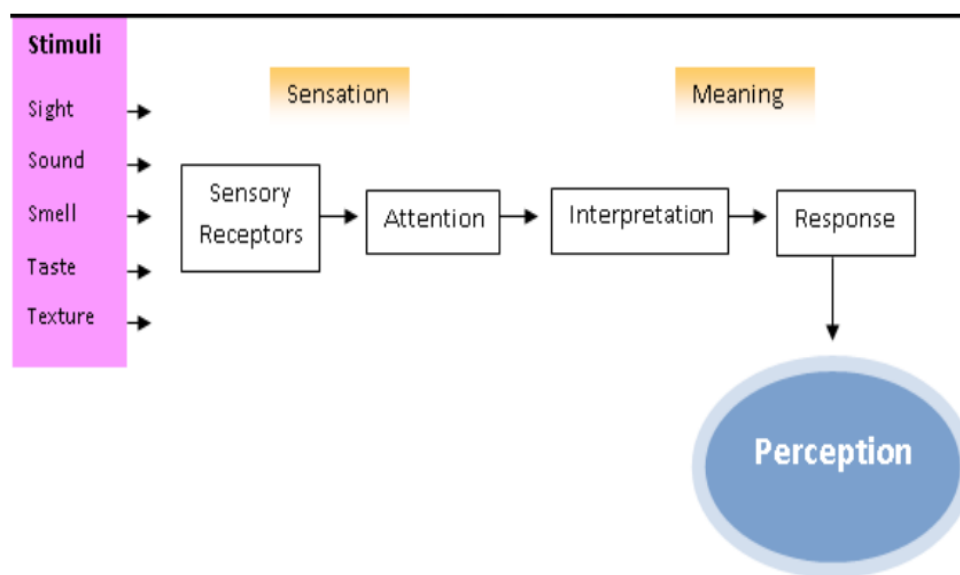 Stimuli
Sight
Sound
Smell
Taste
Texture
Sensation
Meaning
Sensory
Receptors
Attention
Interpretation
Response
Perception